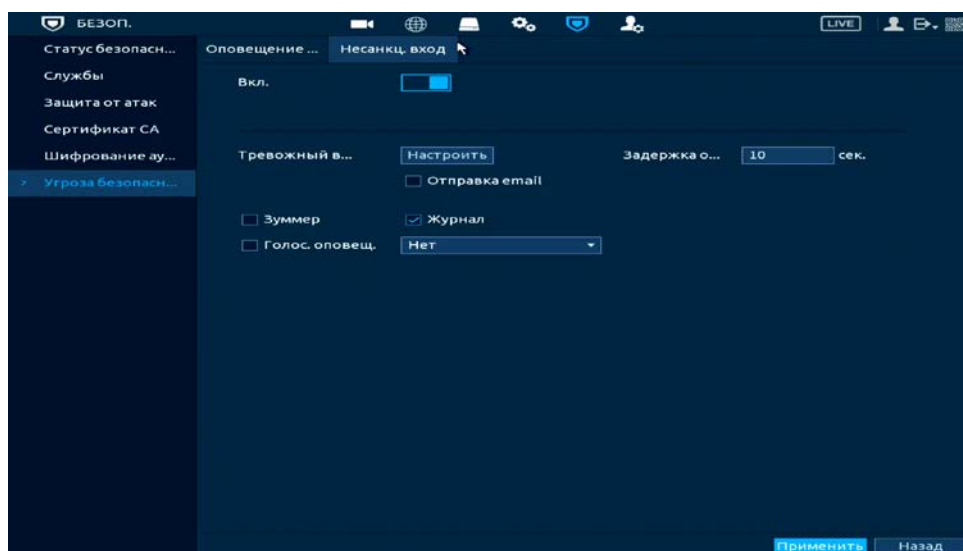 БЕЗОП.
LIVE
Статус безопасн...
Службы
Защита от атак
Сертификат CA
Шифрование ау...
Угроза безопасн...
Оповещение ... Несанкц. вход
Вкл.
Тревожный в... Настроить Задержка о... 10 сек.
Отправка email
Зуммер Журнал
Голос. оповещ. Нет
Применить Назад